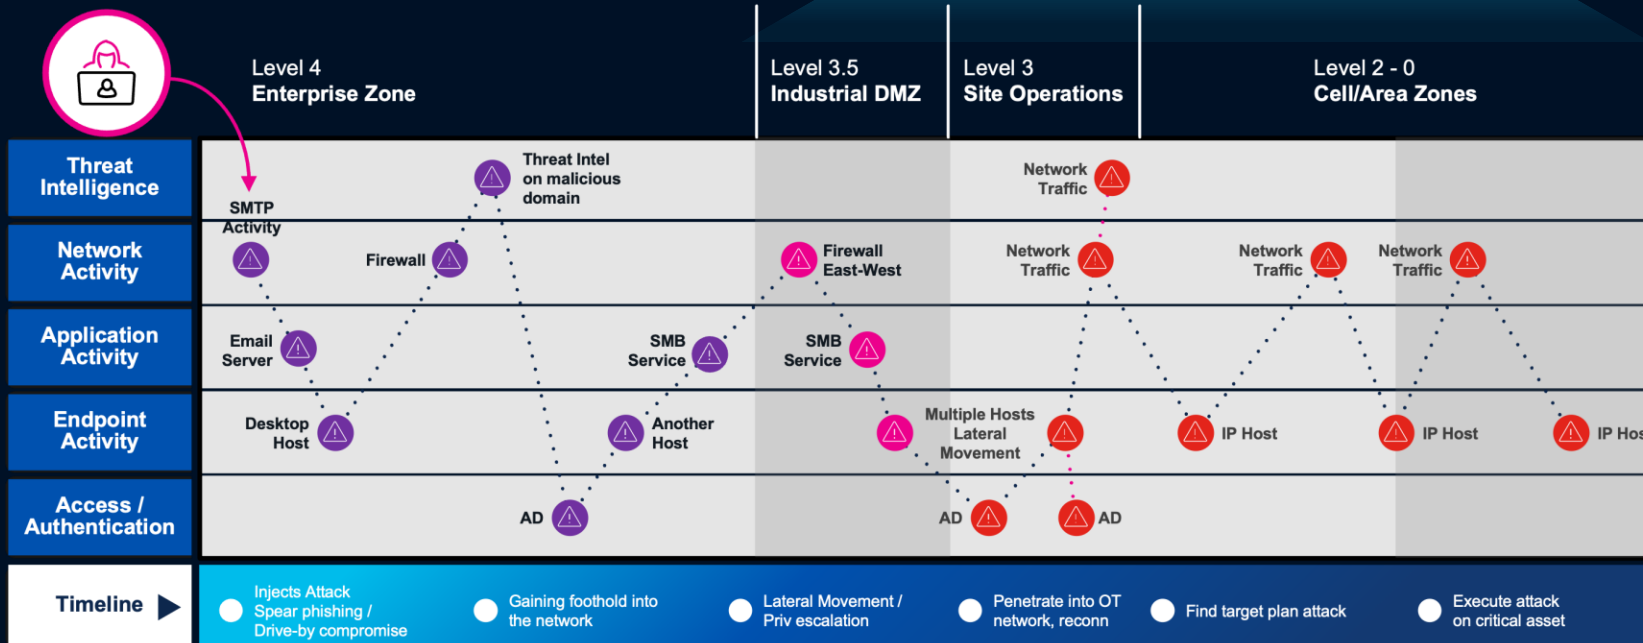 Level 4
Enterprise Zone
Level 3.5
Industrial DMZ
Level 3
Site Operations
Level 2 - 0
Cell/Area Zones
Threat
Intelligence
SMTP
Activity
Threat Intel
on malicious
domain
Network
Traffic
Network
Activity
Firewall
Firewall
East-West
Network
Traffic
Network
Traffic
Network
Traffic
Application
Activity
Email
Server
SMB
Service
SMB
Service
Endpoint
Activity
Desktop
Host
Another
Host
Multiple Hosts
Lateral
Movement
IP Host
IP Host
IP Hos
Access /
Authentication
AD
AD
AD
Timeline
Injects Attack
Spear phishing /
Drive-by compromise
Gaining foothold into
the network
Lateral Movement /
Priv escalation
Penetrate into OT
network, reconn
Find target plan attack
Execute attack
on critical asset